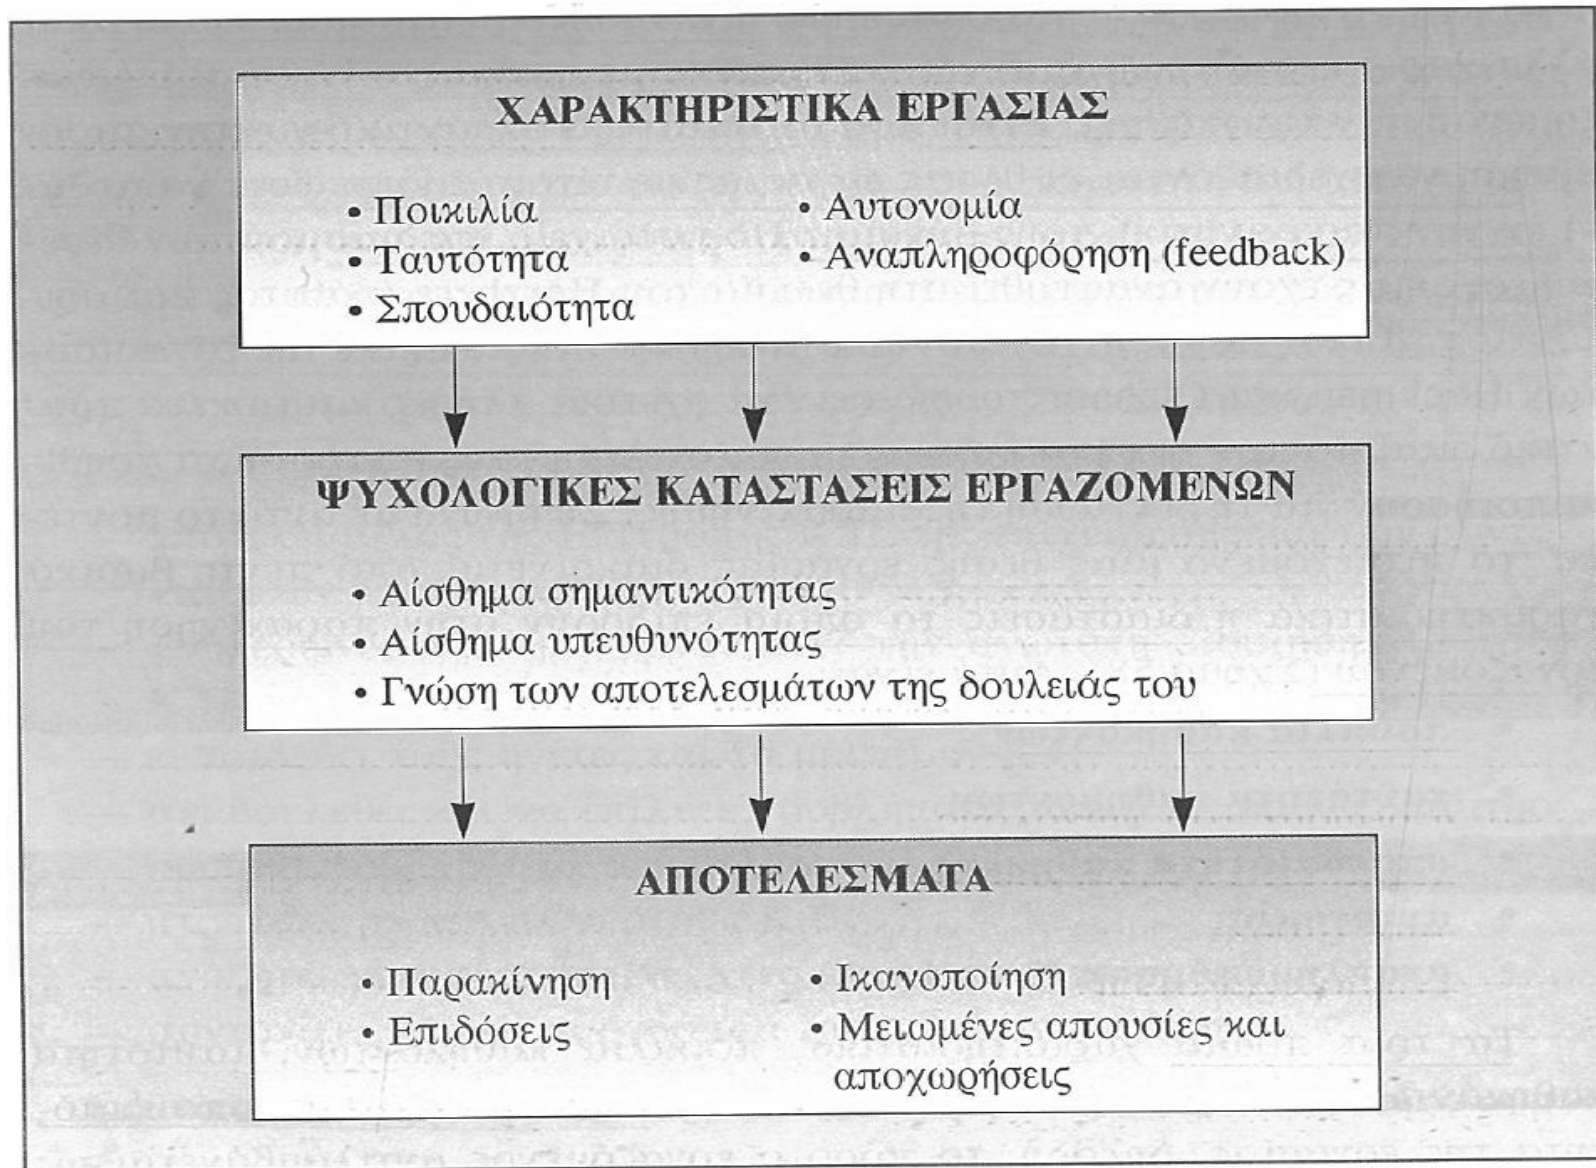 ΧΑΡΑΚΤΗΡΙΣΤΙΚΑ ΕΡΓΑΣΙΑΣ
• Ποικιλία
• Ταυτότητα
• Σπουδαιότητα
• Αυτονομία
• Αναπληροφόρηση (feedback)
ΨΥΧΟΛΟΓΙΚΕΣ ΚΑΤΑΣΤΑΣΕΙΣ ΕΡΓΑΖΟΜΕΝΩΝ
• Αίσθημα σημαντικότητας
• Αίσθημα υπευθυνότητας
• Γνώση των αποτελεσμάτων της δουλειάς του
ΑΠΟΤΕΛΕΣΜΑΤΑ
• Παρακίνηση
• Επιδόσεις
• Ικανοποίηση
• Μειωμένες απουσίες και
αποχωρήσεις